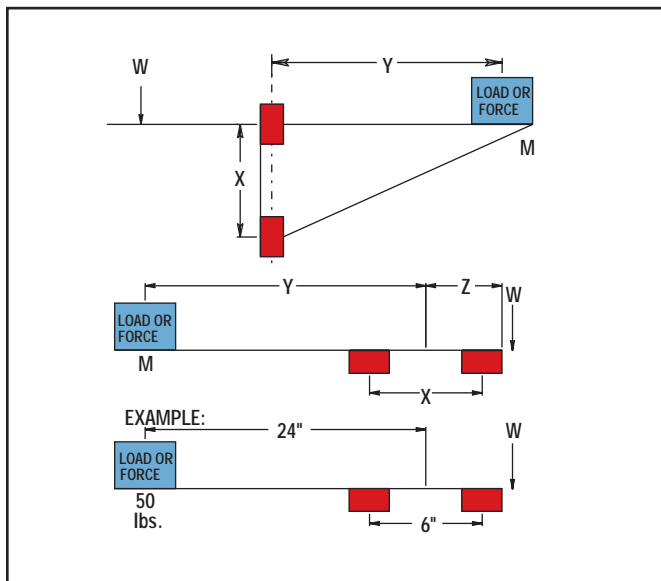 W
Y
LOAD OR
FORCE
M
X
Y
Z
W
LOAD OR
FORCE
M
X
EXAMPLE:
24"
W
LOAD OR
FORCE
50
lbs.
6"